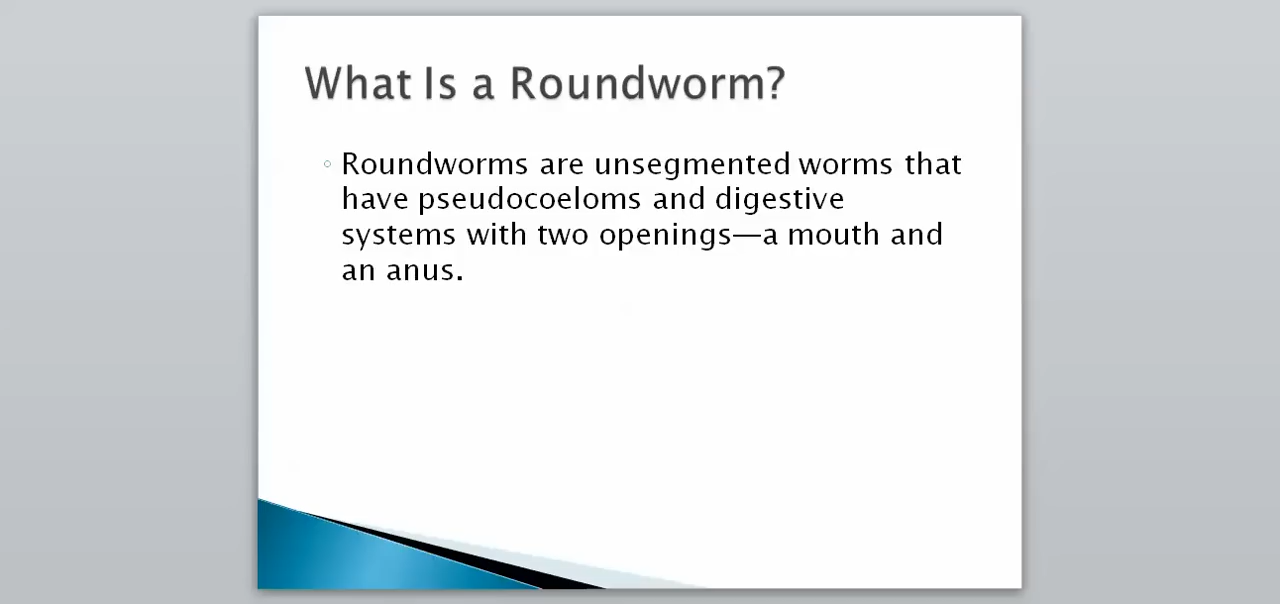 What Is a Roundworm?
Roundworms are unsegmented worms that
have pseudocoeloms and digestive
systems with two openings—a mouth and
an anus.